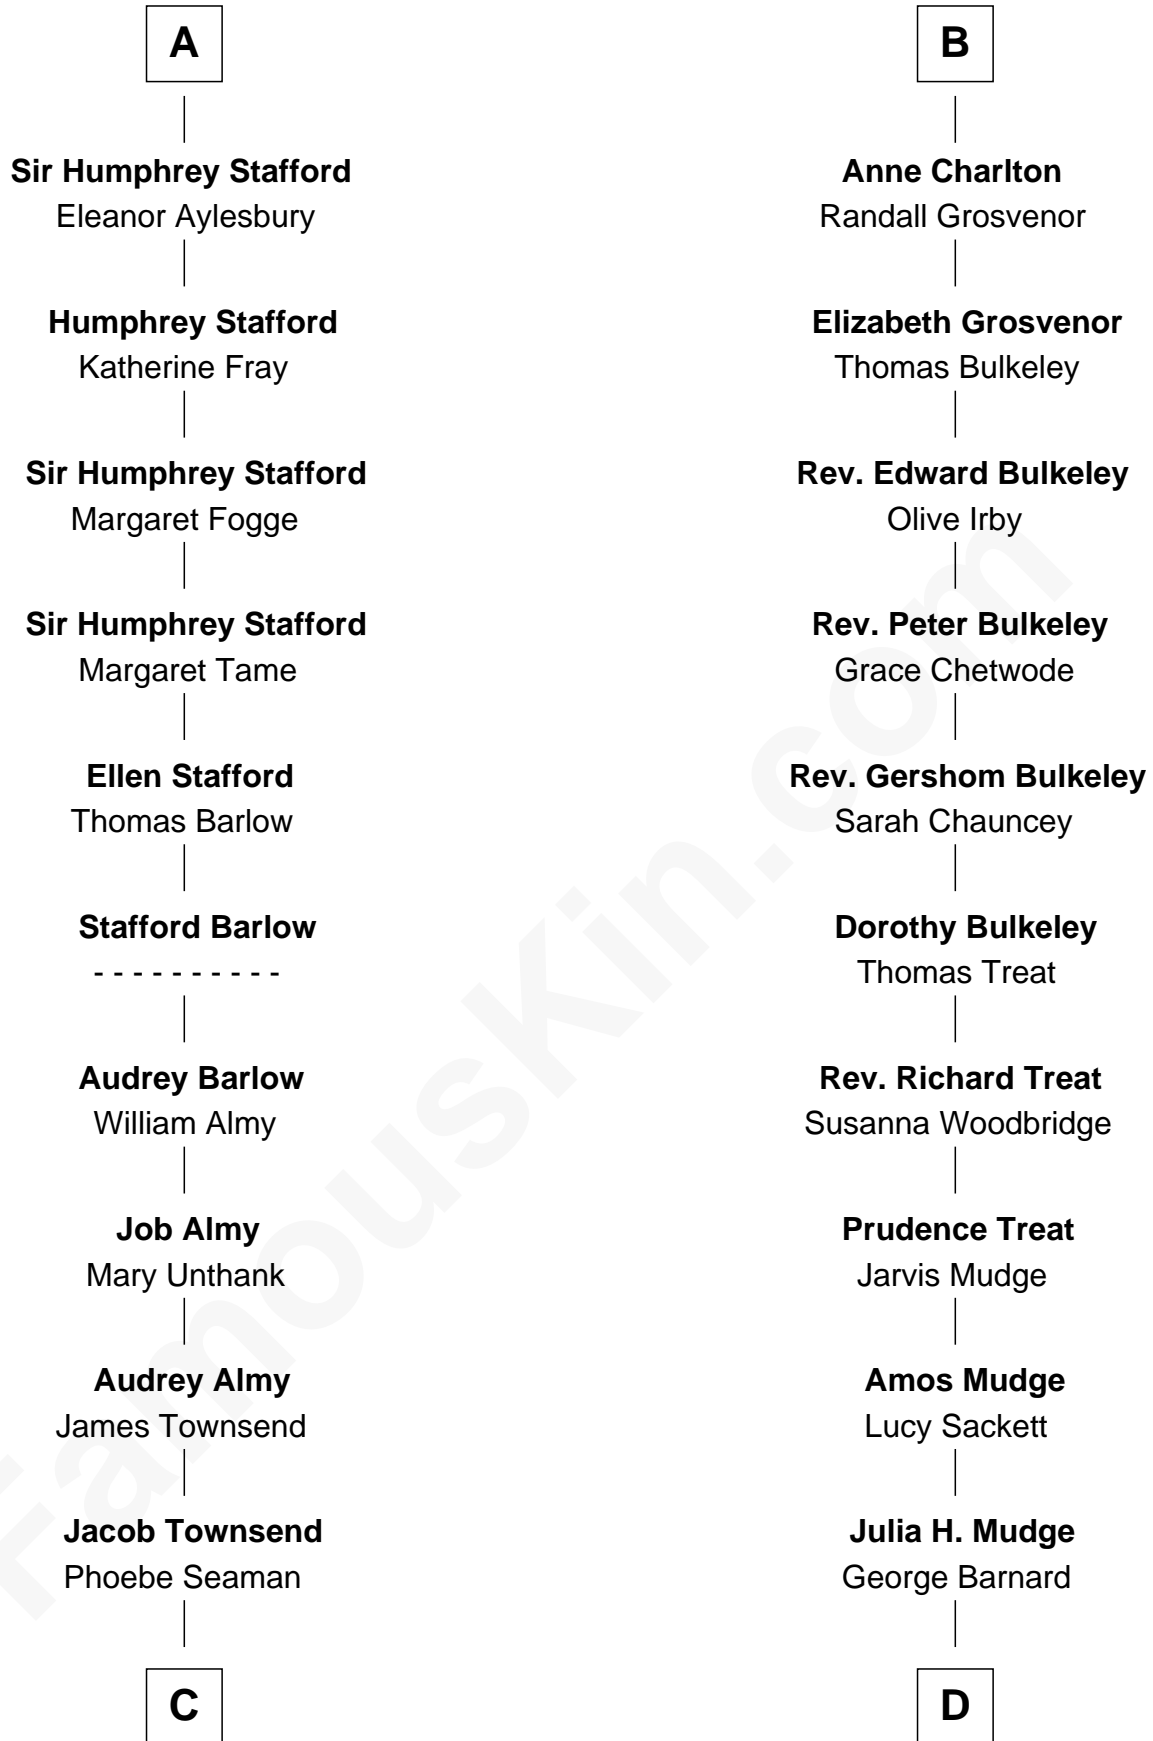 A
Sir Humphrey Stafford
Eleanor Aylesbury
Humphrey Stafford
Katherine Fray
Sir Humphrey Stafford
Margaret Fogge
Sir Humphrey Stafford
Margaret Tame
Ellen Stafford
Thomas Barlow
Stafford Barlow
- - - - - - - - - -
Audrey Barlow
William Almy
Job Almy
Mary Unthank
Audrey Almy
James Townsend
Jacob Townsend
Phoebe Seaman
C
B
Anne Charlton
Randall Grosvenor
Elizabeth Grosvenor
Thomas Bulkeley
Rev. Edward Bulkeley
Olive Irby
Rev. Peter Bulkeley
Grace Chetwode
Rev. Gershom Bulkeley
Sarah Chauncey
Dorothy Bulkeley
Thomas Treat
Rev. Richard Treat
Susanna Woodbridge
Prudence Treat
Jarvis Mudge
Amos Mudge
Lucy Sackett
Julia H. Mudge
George Barnard
D
FamousKin.com